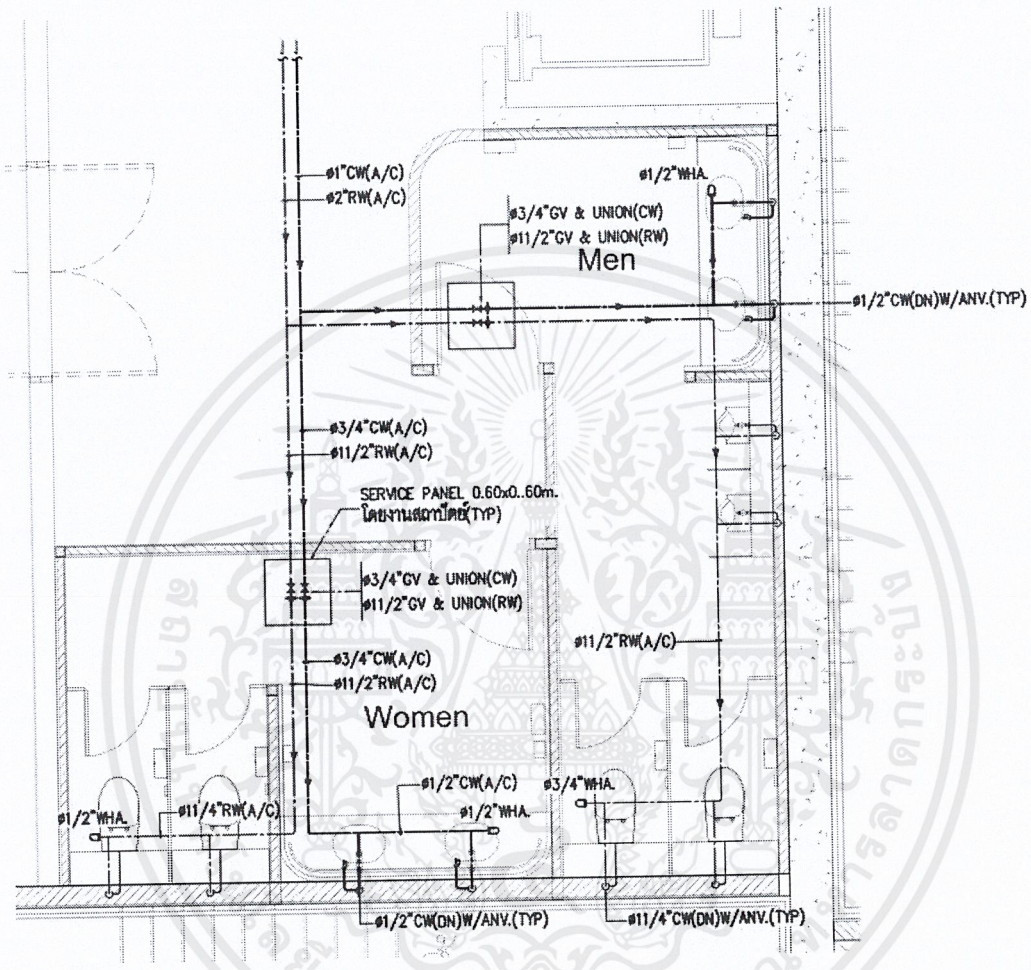 ø1"CW(A/C)
ø2"RW(A/C)
ø1/2"WHA.
ø3/4"GV & UNION(CW)
ø11/2"GV & UNION(RW)
Men
ø1/2"CW(DN)W/ANV.(TYP)
ø3/4"CW(A/C)
ø11/2"RW(A/C)
SERVICE PANEL 0.60x0..60m.
โดยงานสถาปัตย์(TYP)
ø3/4"GV & UNION(CW)
ø11/2"GV & UNION(RW)
ø11/2"RW(A/C)
ø3/4"CW(A/C)
ø11/2"RW(A/C)
Women
ø1/2"CW(A/C)
ø3/4"WHA.
ø1/2"WHA.
ø11/4"RW(A/C)
ø1/2"WHA.
ø1/2"CW(DN)W/ANV.(TYP)
ø11/4"CW(DN)W/ANV.(TYP)